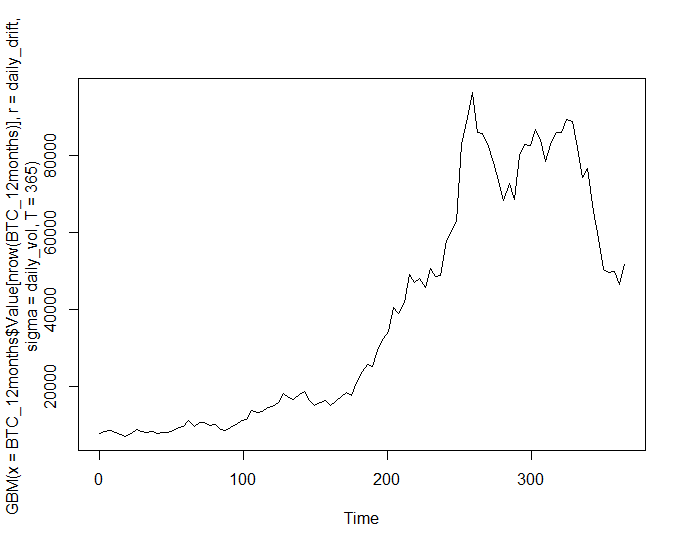 GBM(x = BTC_12months$Value[nrow(BTC_12months)], r = daily_drift,
sigma = daily_vol, T = 365)
80000
60000
40000
20000
0
100
200
300
Time